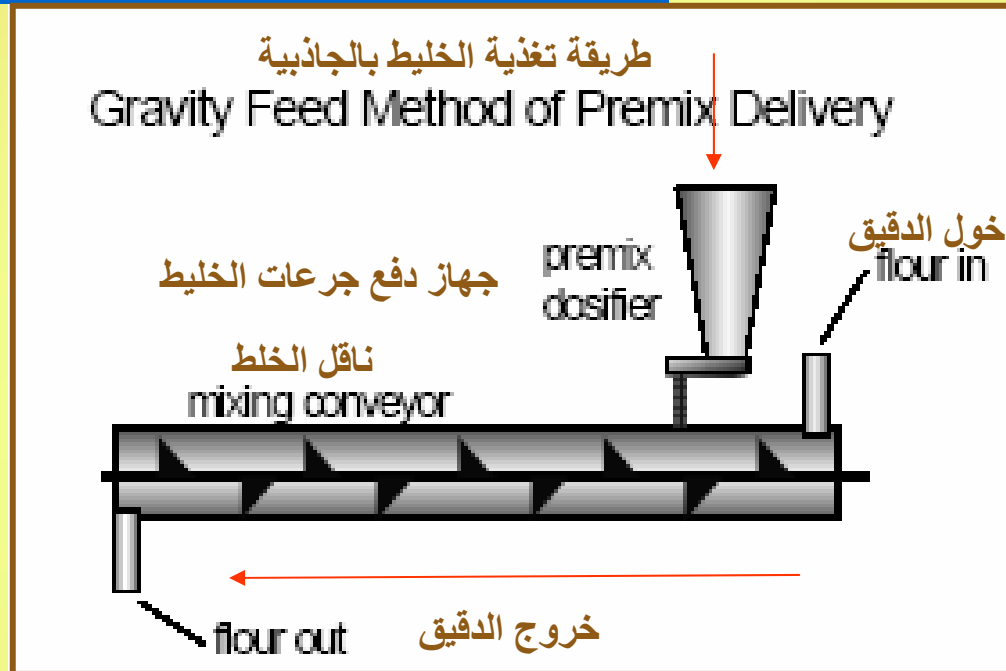 طريقة تغذية الخليط بالجاذبية
Gravity Feed Method of Premix Delivery
خول الدقيق
flour in
premix
dosifier
جهاز دفع جرعات الخليط
ناقل الخلط
mixing conveyor
flour out
خروج الدقيق